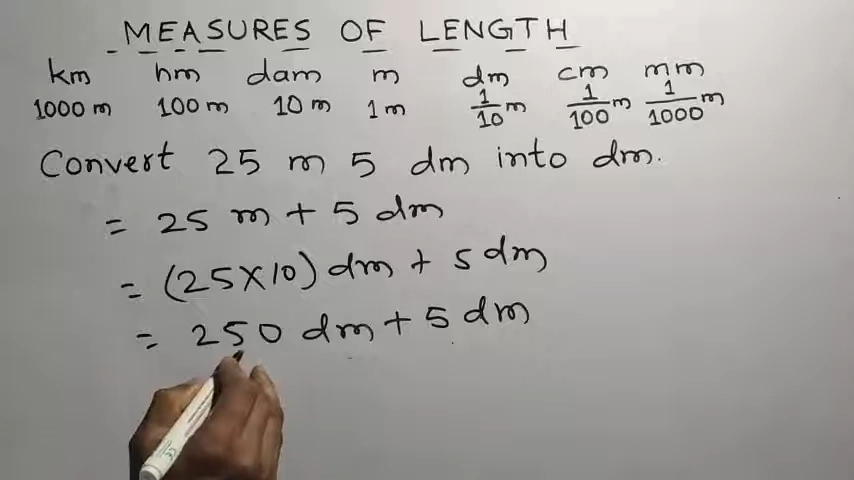 MEASURES OF LENGTH
km hm dam m dm cm mm
1000 m 100 m 10 m 1 m 1/10 m 1/100 m 1/1000 m
Convert 25 m 5 dm into dm.
= 25 m + 5 dm
= (25×10) dm + 5 dm
= 250 dm + 5 dm